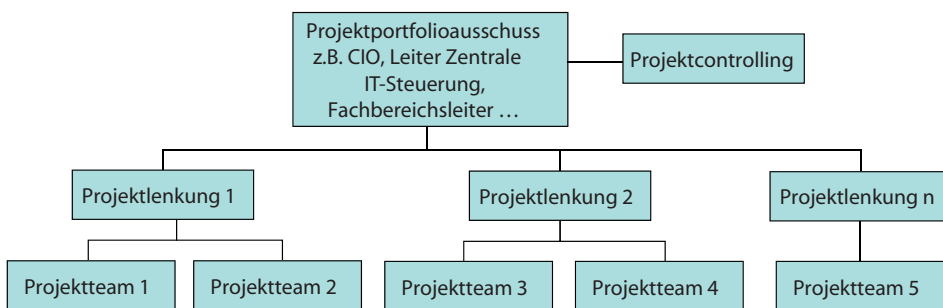 Projektportfolioausschuss
z.B. CIO, Leiter Zentrale
IT-Steuerung,
Fachbereichsleiter …
Projektcontrolling
Projektlenkung 1
Projektlenkung 2
Projektlenkung n
Projektteam 1
Projektteam 2
Projektteam 3
Projektteam 4
Projektteam 5